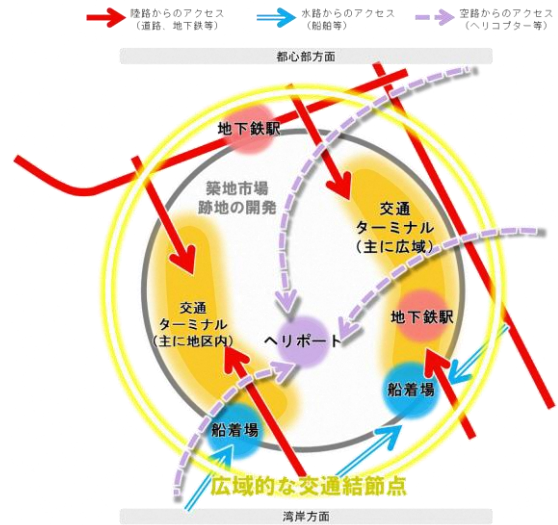 陸路からのアクセス
(道路、地下鉄等)
水路からのアクセス
(船舶等)
空路からのアクセス
(ヘリコプター等)
都心部方面
地下鉄駅
築地市場
跡地の開発
交通
ターミナル
(主に広域)
交通
ターミナル
(主に地区内)
ヘリポート
地下鉄駅
船着場
船着場
広域的な交通結節点
湾岸方面